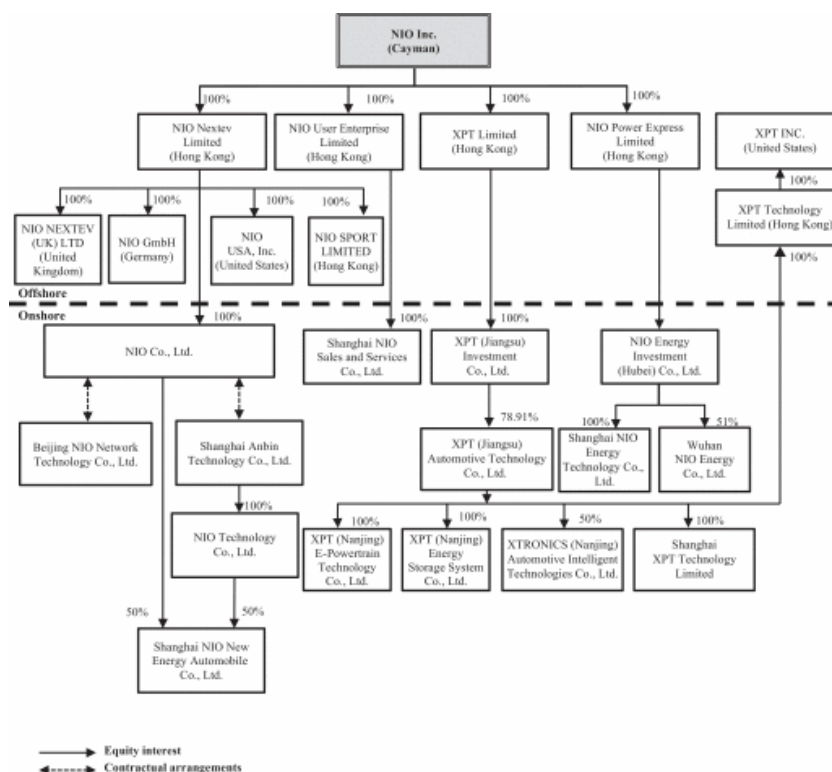 NIO Inc.
(Cayman)
100%
100%
100%
100%
NIO Nextev
Limited
(Hong Kong)
NIO User Enterprise
Limited
(Hong Kong)
XPT Limited
(Hong Kong)
NIO Power Express
Limited
(Hong Kong)
XPT INC.
(United States)
100%
XPT Technology
Limited (Hong Kong)
100%
100%
100%
100%
100%
NIO NEXTEV
(UK) LTD
(United
Kingdom)
NIO GmbH
(Germany)
NIO
USA, Inc.
(United States)
NIO SPORT
LIMITED
(Hong Kong)
Offshore
Onshore
100%
100%
100%
100%
NIO Co., Ltd.
Shanghai NIO
Sales and Services
Co., Ltd.
XPT (Jiangsu)
Investment
Co., Ltd.
NIO Energy
Investment
(Hubei) Co., Ltd.
78.91%
100%
51%
Beijing NIO Network
Technology Co., Ltd.
Shanghai Anbin
Technology Co., Ltd.
XPT (Jiangsu)
Automotive Technology
Co., Ltd.
Shanghai NIO
Energy
Technology Co.,
Ltd.
Wuhan
NIO Energy
Co., Ltd.
100%
100%
100%
50%
100%
NIO Technology
Co., Ltd.
XPT (Nanjing)
E-Powertrain
Technology
Co., Ltd.
XPT (Nanjing)
Energy
Storage System
Co., Ltd.
XTRONICS (Nanjing)
Automotive Intelligent
Technologies Co., Ltd.
Shanghai
XPT Technology
Limited
50%
50%
Shanghai NIO New
Energy Automobile
Co., Ltd.
Equity interest
Contractual arrangements